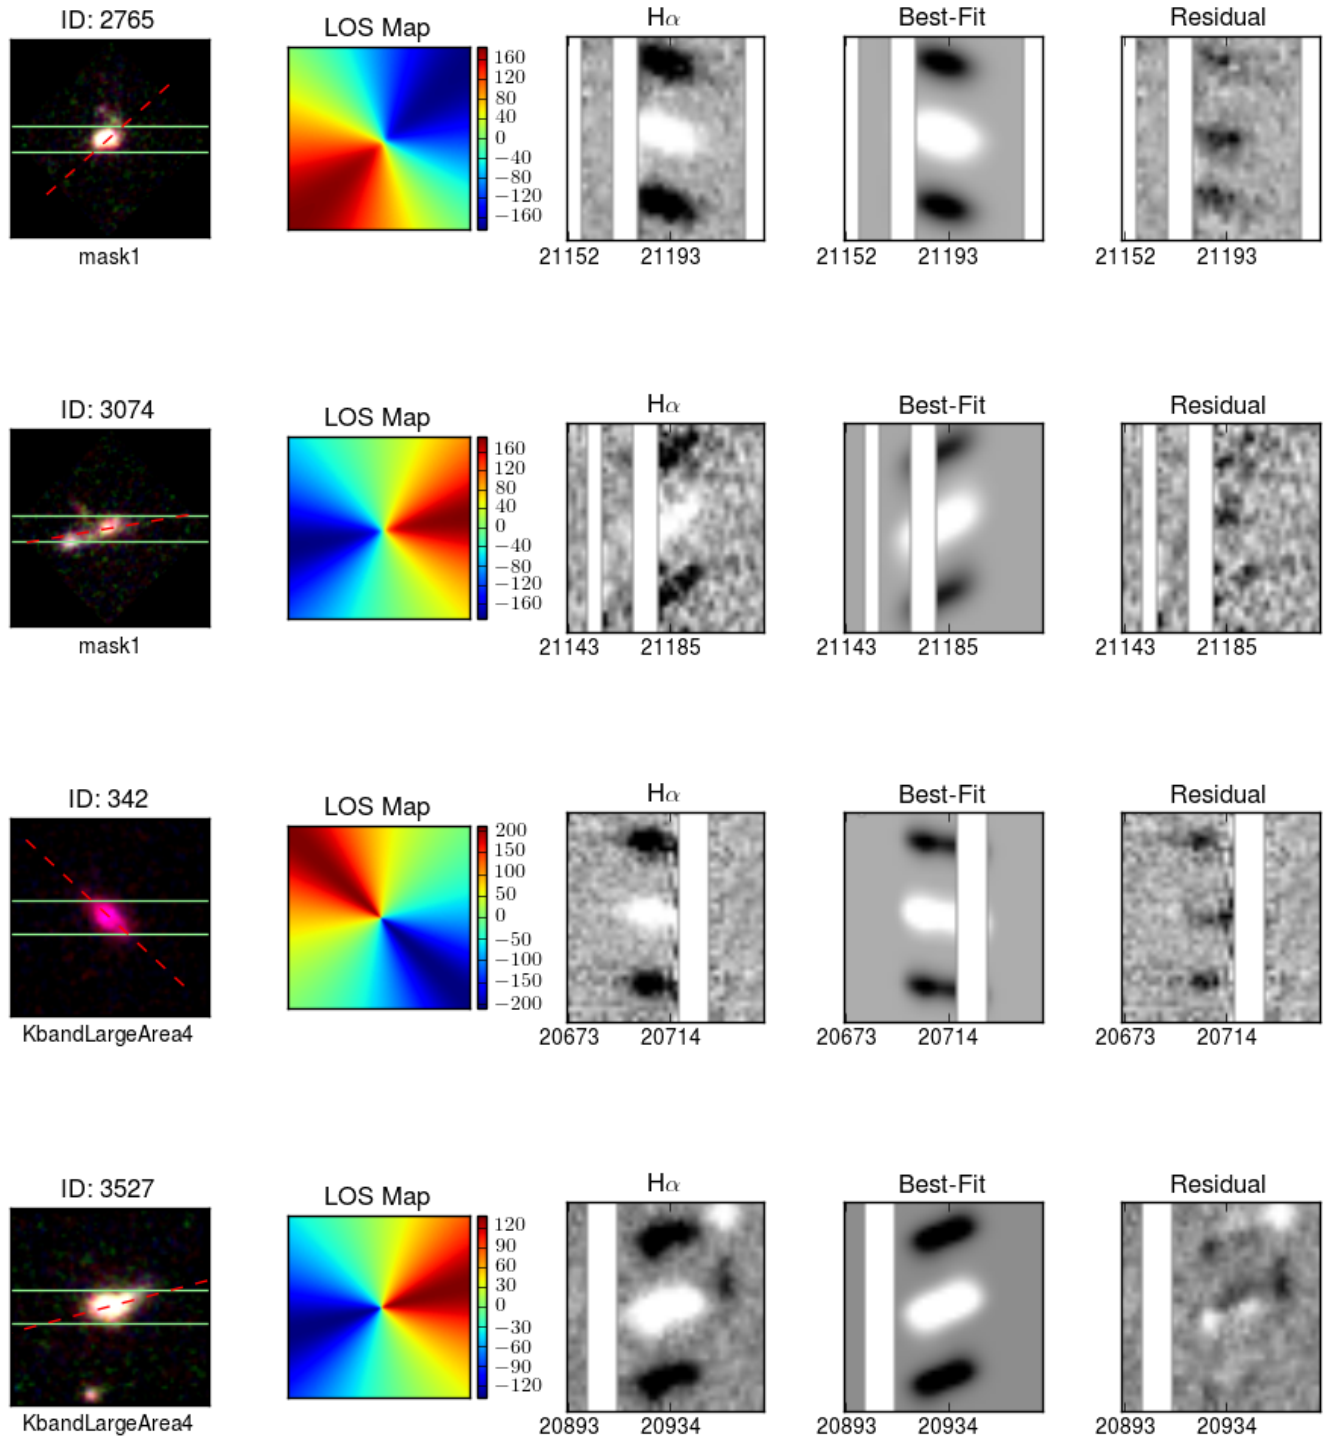 ID: 2765
LOS Map
Hα
Best-Fit
Residual
160
120
80
40
0
−40
−80
−120
−160
mask1
21152 21193
21152 21193
21152 21193
ID: 3074
LOS Map
Hα
Best-Fit
Residual
160
120
80
40
0
−40
−80
−120
−160
mask1
21143 21185
21143 21185
21143 21185
ID: 342
LOS Map
Hα
Best-Fit
Residual
200
150
100
50
0
−50
−100
−150
−200
KbandLargeArea4
20673 20714
20673 20714
20673 20714
ID: 3527
LOS Map
Hα
Best-Fit
Residual
120
90
60
30
0
−30
−60
−90
−120
KbandLargeArea4
20893 20934
20893 20934
20893 20934